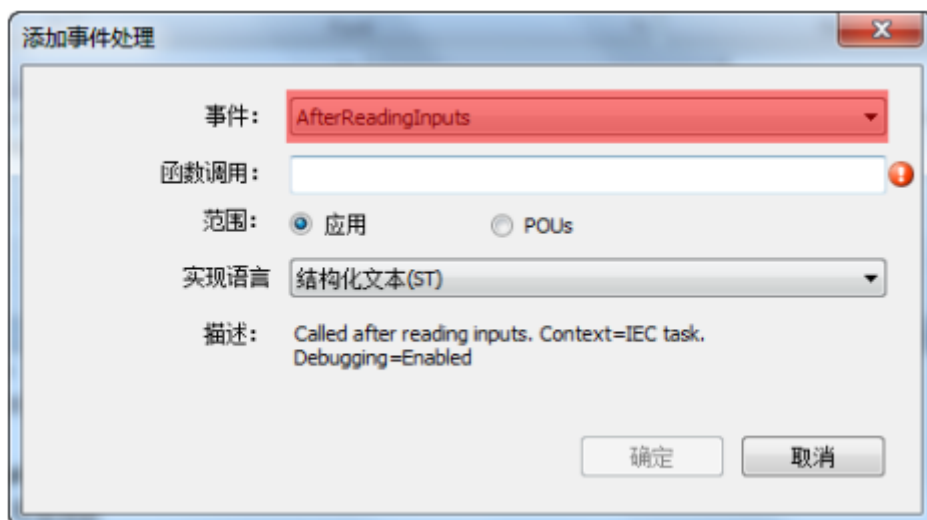 添加事件处理
事件: AfterReadingInputs
函数调用:
范围: 应用 POUs
实现语言 结构化文本(ST)
描述: Called after reading inputs. Context=IEC task.
Debugging=Enabled
确定 取消